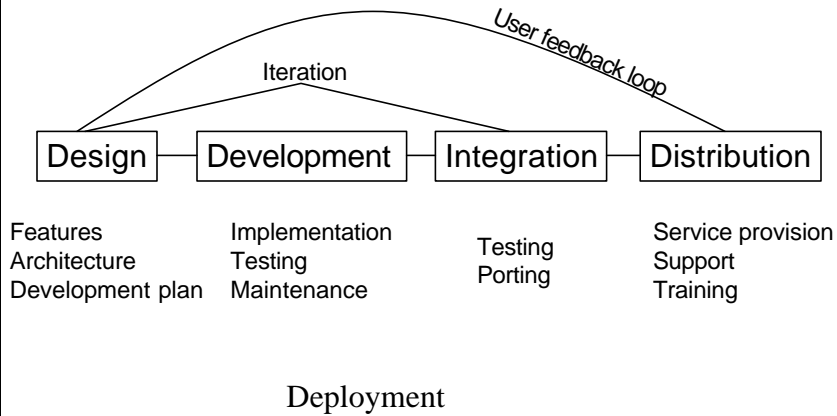 User feedback loop
Iteration
Design
Development
Integration
Distribution
Features
Architecture
Development plan
Implementation
Testing
Maintenance
Testing
Porting
Service provision
Support
Training
Deployment